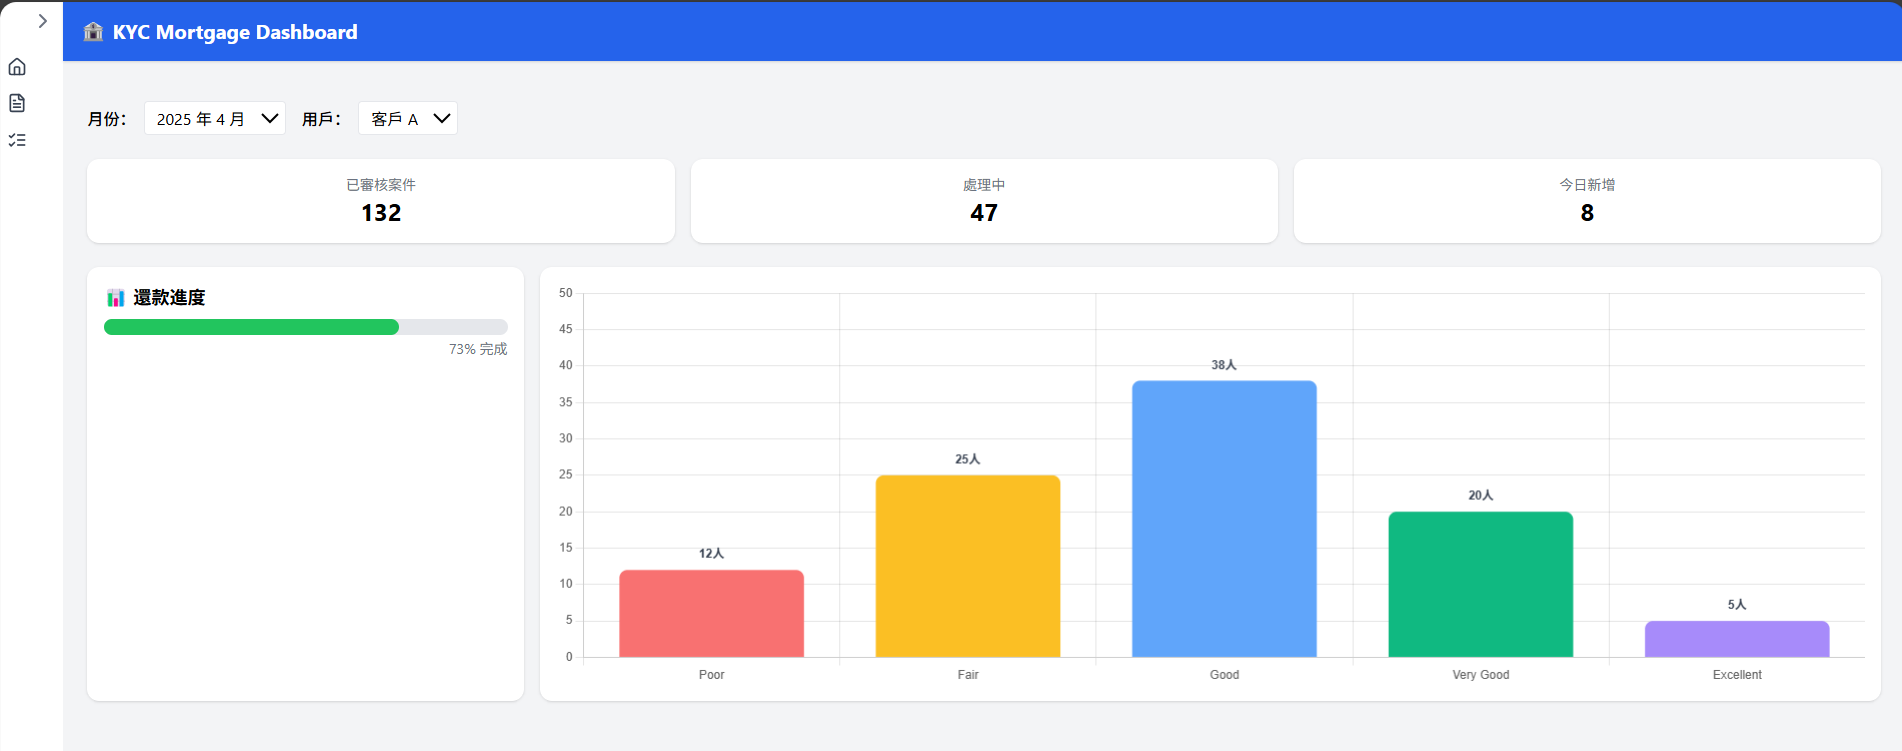 🏦 KYC Mortgage Dashboard
月份： 2025 年 4 月 用戶： 客戶 A
已審核案件
132
處理中
47
今日新增
8
📊 還款進度
73% 完成
50
45
40
35
30
25
20
15
10
5
0
12人
25人
38人
20人
5人
Poor Fair Good Very Good Excellent